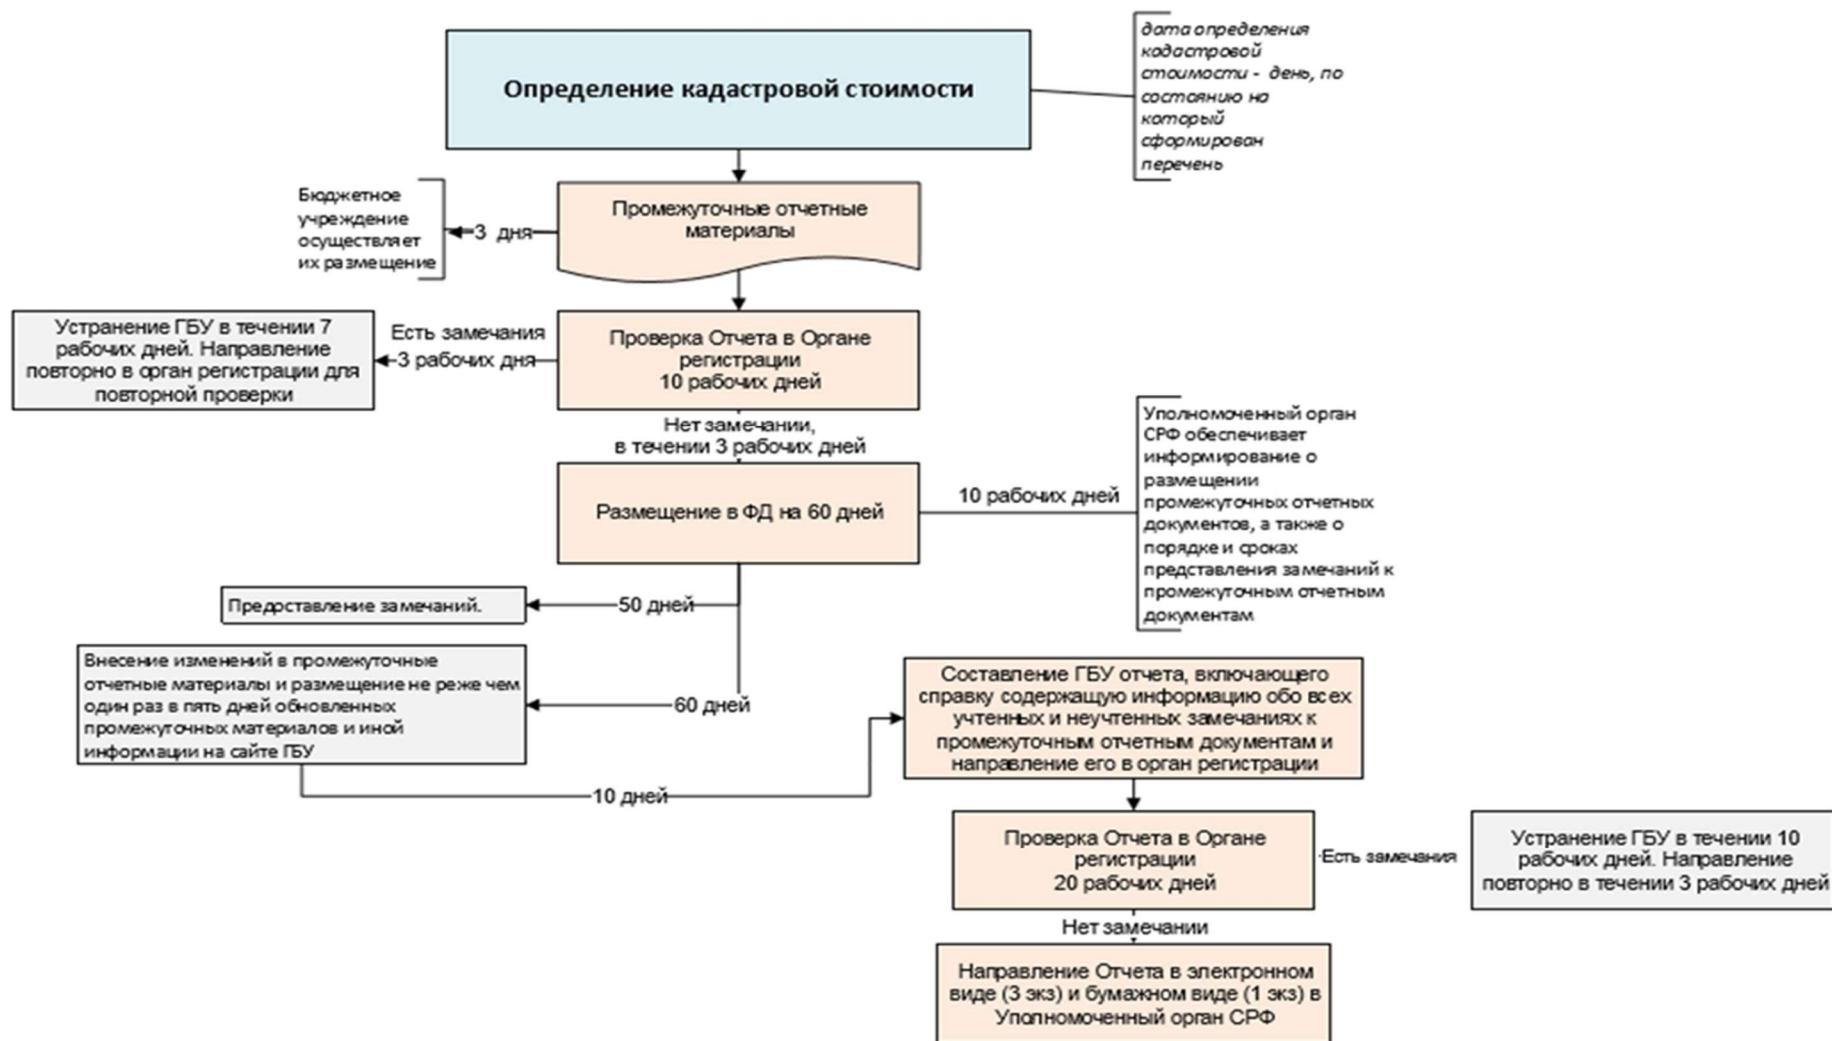 Определение кадастровой стоимости
дата определения
кадастровой
стоимости - день, по
состоянию на
который
сформирован
перечень
Промежуточные отчетные
материалы
3 дня
Бюджетное
учреждение
осуществляет
их размещение
Проверка Отчета в Органе
регистрации
10 рабочих дней
Есть замечания
3 рабочих дня
Устранение ГБУ в течении 7
рабочих дней. Направление
повторно в орган регистрации для
повторной проверки
Нет замечании,
в течении 3 рабочих дней
Размещение в ФД на 60 дней
10 рабочих дней
Уполномоченный орган
СРФ обеспечивает
информирование о
размещении
промежуточных отчетных
документов, а также о
порядке и сроках
представления замечаний к
промежуточным отчетным
документам
50 дней
Предоставление замечаний.
60 дней
Внесение изменений в промежуточные
отчетные материалы и размещение не реже чем
один раз в пять дней обновленных
промежуточных материалов и иной
информации на сайте ГБУ
10 дней
Составление ГБУ отчета, включающего
справку содержащую информацию обо всех
учтенных и неучтенных замечаниях к
промежуточным отчетным документам и
направление его в орган регистрации
Проверка Отчета в Органе
регистрации
20 рабочих дней
Есть замечания
Устранение ГБУ в течении 10
рабочих дней. Направление
повторно в течении 3 рабочих дней
Нет замечании
Направление Отчета в электронном
виде (3 экз) и бумажном виде (1 экз) в
Уполномоченный орган СРФ